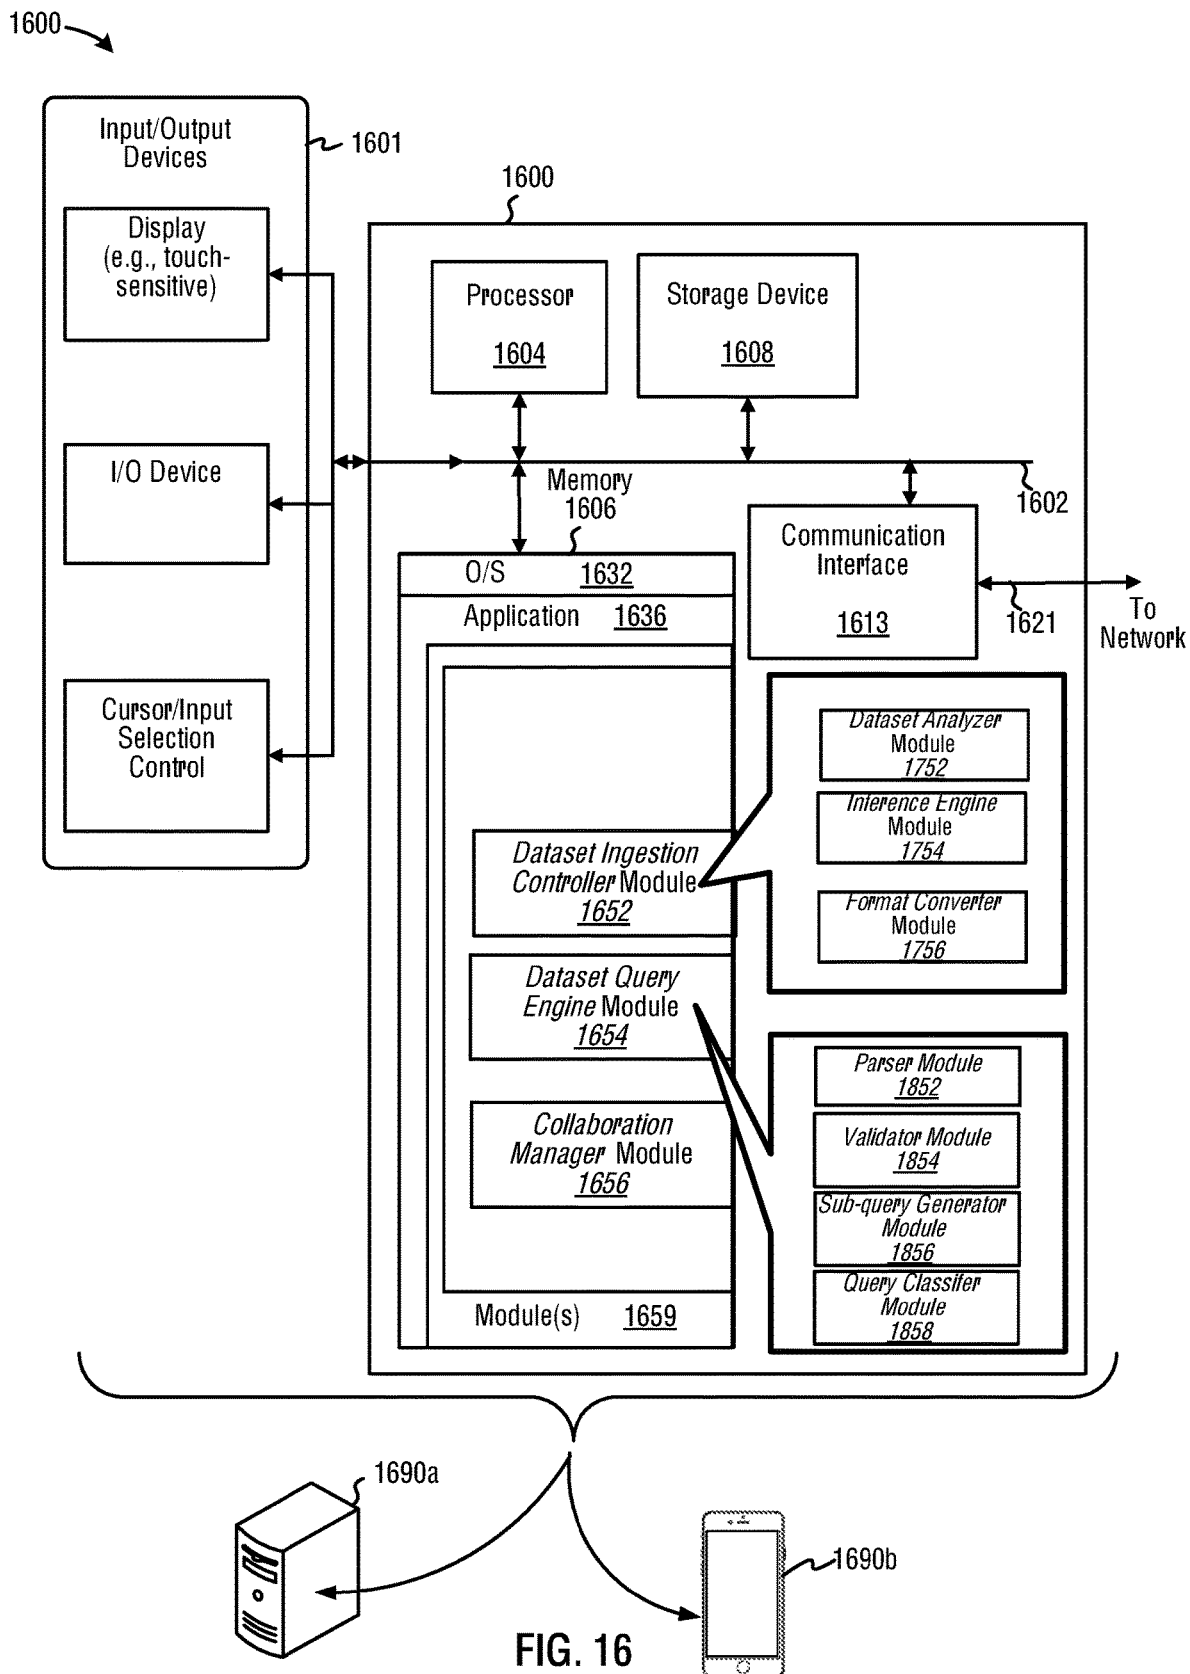 1600
Input/Output
Devices
1601
Display
(e.g., touch-
sensitive)
I/O Device
Cursor/Input
Selection
Control
1600
Processor
1604
Storage Device
1608
1602
Memory
1606
O/S 1632
Application 1636
Communication
Interface
1613
1621
To
Network
Dataset Ingestion
Controller Module
1652
Dataset Query
Engine Module
1654
Collaboration
Manager Module
1656
Module(s) 1659
Dataset Analyzer
Module
1752
Inference Engine
Module
1754
Format Converter
Module
1756
Parser Module
1852
Validator Module
1854
Sub-query Generator
Module
1856
Query Classifer
Module
1858
1690a
1690b
FIG. 16